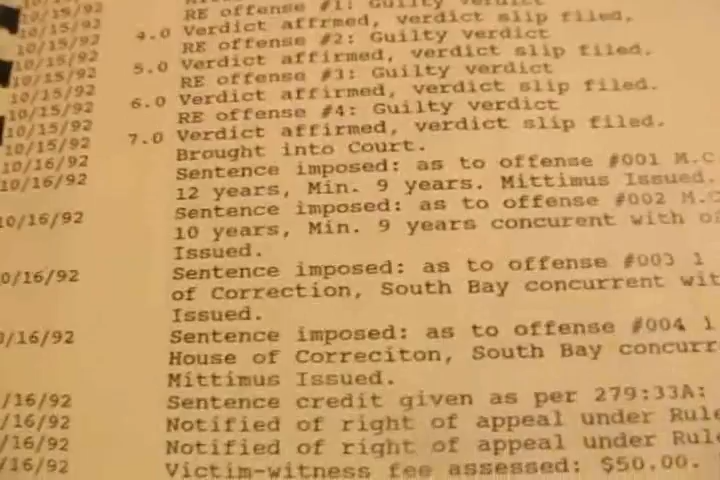 10/15/92 RE offense #1: Guilty verdict
10/15/92 4.0 Verdict affrmed, verdict slip filed,
10/15/92 RE offense #2: Guilty verdict
10/15/92 5.0 Verdict affirmed, verdict slip filed,
10/15/92 RE offense #3: Guilty verdict
10/15/92 6.0 Verdict affirmed, verdict slip filed.
10/15/92 RE offense #4: Guilty verdict
10/15/92 7.0 Verdict affirmed, verdict slip filed.
10/16/92 Brought into Court.
10/16/92 Sentence imposed: as to offense #001 M.C
12 years, Min. 9 years. Mittimus Issued.
10/16/92 Sentence imposed: as to offense #002 M.C
10 years, Min. 9 years concurent with
Issued.
0/16/92 Sentence imposed: as to offense #003 1
of Correction, South Bay concurrent wit
Issued.
/16/92 Sentence imposed: as to offense #004 1
House of Correciton, South Bay concurr
Mittimus Issued.
/16/92 Sentence credit given as per 279:33A:
/16/92 Notified of right of appeal under Rule
/16/92 Notified of right of appeal under Rule
/16/92 Victim-witness fee assessed: $50.00.